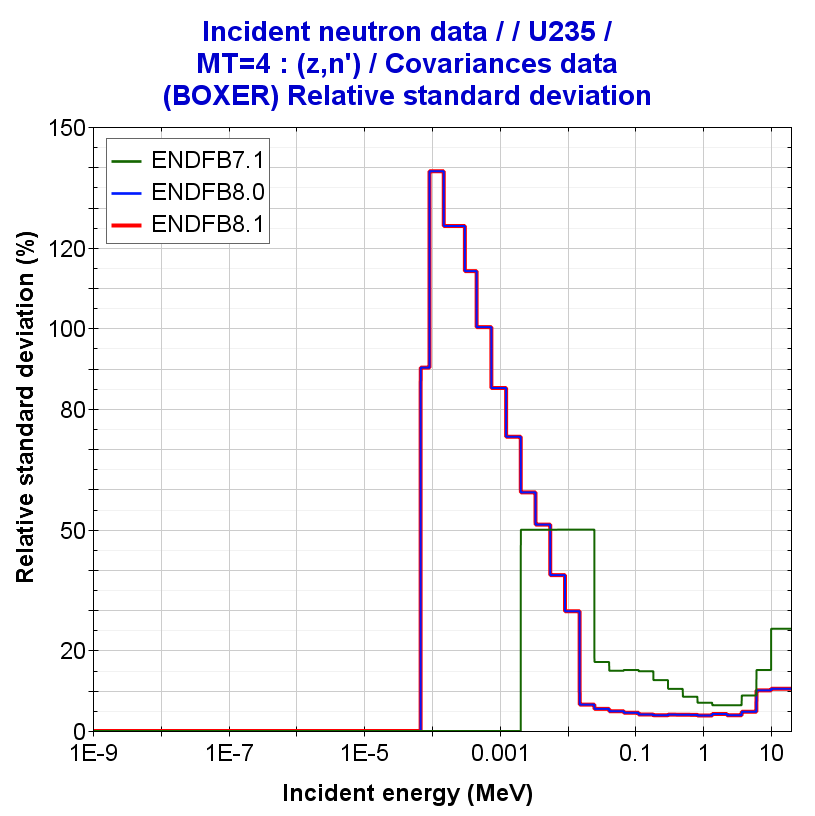 Incident neutron data / / U235 /
MT=4 : (z,n') / Covariances data
(BOXER) Relative standard deviation
150
120
100
80
50
20
0
Relative standard deviation (%)
ENDFB7.1
ENDFB8.0
ENDFB8.1
1E-9 1E-7 1E-5 0.001 0.1 1 10
Incident energy (MeV)